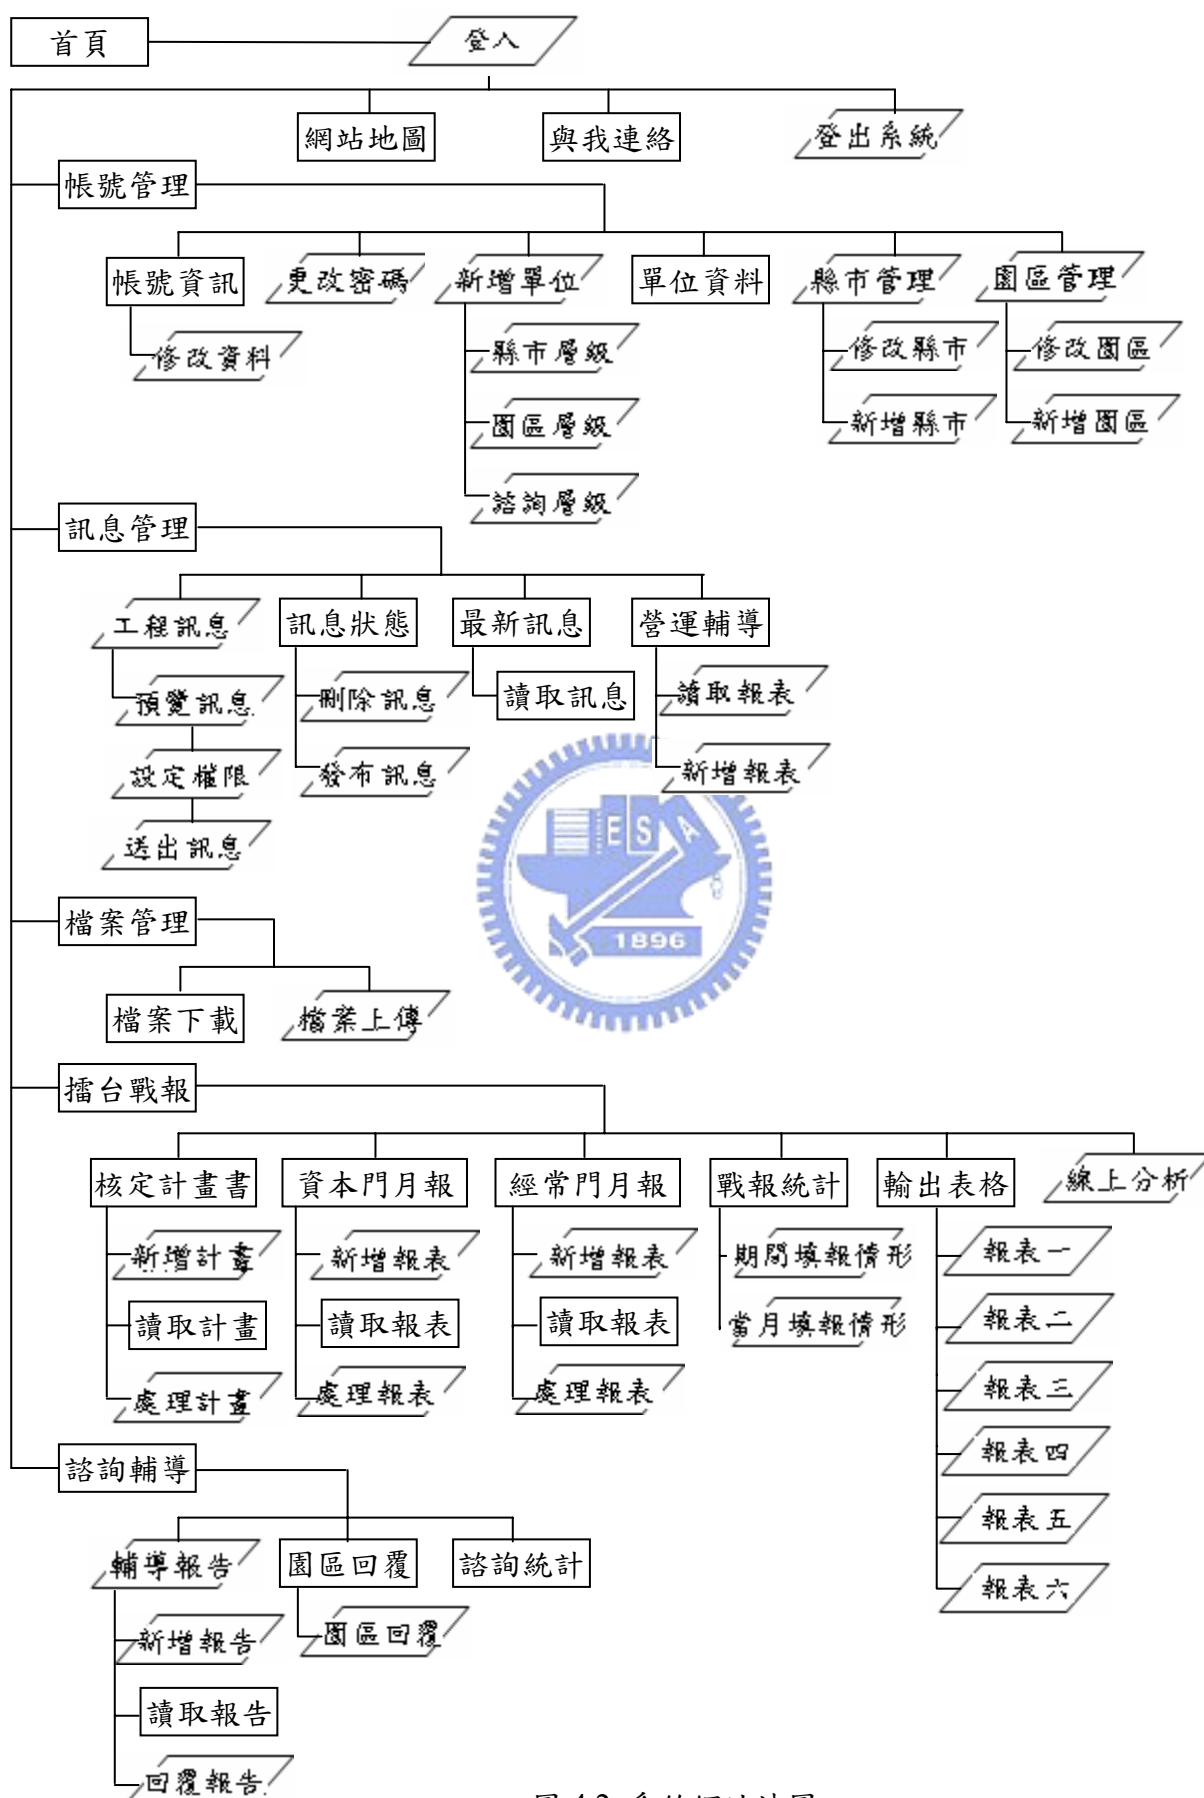 首頁
登入
網站地圖
與我連絡
登出系統
帳號管理
帳號資訊
更改密碼
新增單位
單位資料
縣市管理
園區管理
修改資料
縣市層級
修改縣市
修改園區
園區層級
新增縣市
新增園區
諮詢層級
訊息管理
工程訊息
訊息狀態
最新訊息
營運輔導
預覽訊息
刪除訊息
讀取訊息
讀取報表
設定權限
發布訊息
新增報表
送出訊息
ESA
1896
檔案管理
檔案下載
檔案上傳
擂台戰報
核定計畫書
資本門月報
經常門月報
戰報統計
輸出表格
線上分析
新增計畫
新增報表
新增報表
期間填報情形
報表一
讀取計畫
讀取報表
讀取報表
當月填報情形
報表二
處理計畫
處理報表
處理報表
報表三
報表四
報表五
報表六
諮詢輔導
輔導報告
園區回覆
諮詢統計
新增報告
園區回覆
讀取報告
回覆報告